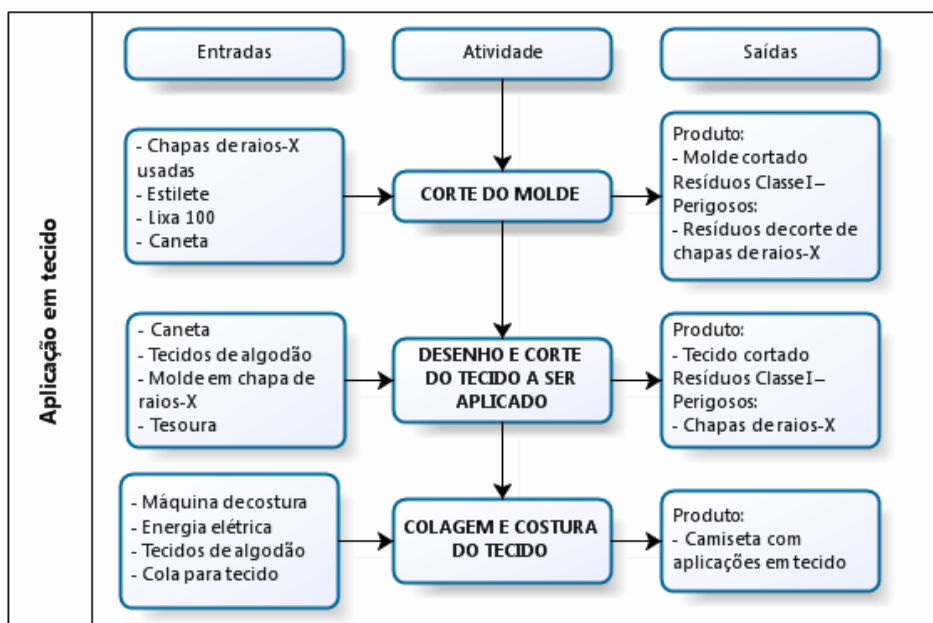 Aplicação em tecido
Entradas
Atividade
Saídas
- Chapas de raios-X
usadas
- Estilete
- Lixa 100
- Caneta
CORTE DO MOLDE
Produto:
- Molde cortado
Resíduos Classe I –
Perigosos:
- Resíduos de corte de
chapas de raios-X
- Caneta
- Tecidos de algodão
- Molde em chapa de
raios-X
- Tesoura
DESENHO E CORTE
DO TECIDO A SER
APLICADO
Produto:
- Tecido cortado
Resíduos Classe I –
Perigosos:
- Chapas de raios-X
- Máquina de costura
- Energia elétrica
- Tecidos de algodão
- Cola para tecido
COLAGEM E COSTURA
DO TECIDO
Produto:
- Camiseta com
aplicações em tecido